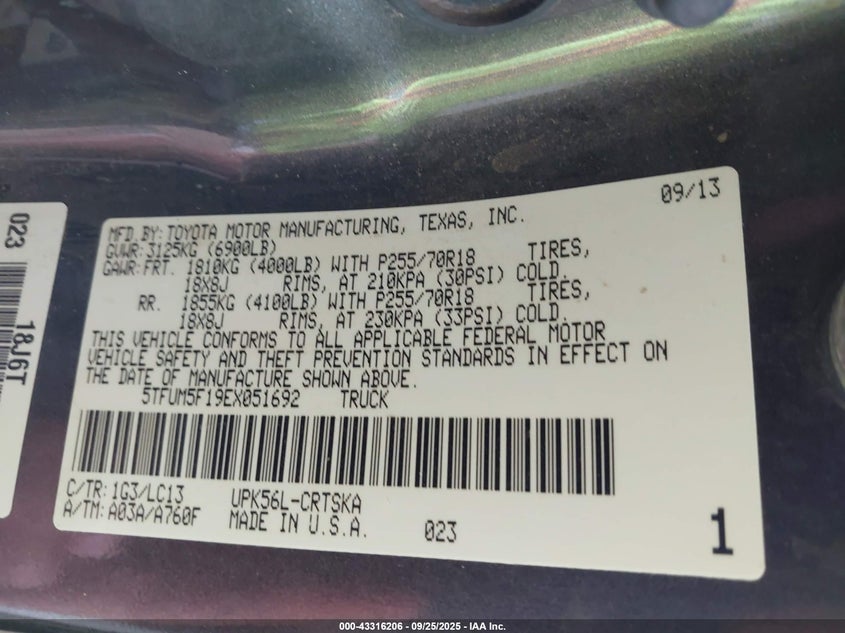 023
18J6T
09/13
MFD.BY: TOYOTA MOTOR MANUFACTURING, TEXAS, INC.
GVWR: 3125KG (6900LB)
GAWR: FRT. 1810KG (4000LB) WITH P255/70R18 TIRES,
18X8J RIMS, AT 210KPA (30PSI) COLD.
RR. 1855KG (4100LB) WITH P255/70R18 TIRES,
18X8J RIMS, AT 230KPA (33PSI) COLD.
THIS VEHICLE CONFORMS TO ALL APPLICABLE FEDERAL MOTOR
VEHICLE SAFETY AND THEFT PREVENTION STANDARDS IN EFFECT ON
THE DATE OF MANUFACTURE SHOWN ABOVE.
5TFUM5F19EX051692 TRUCK
C/TR: 1G3/LC13 UPK56L-CRTSKA
A/TM: A03A/A760F MADE IN U.S.A. 023
1
000-43316206 - 09/25/2025 - IAA Inc.